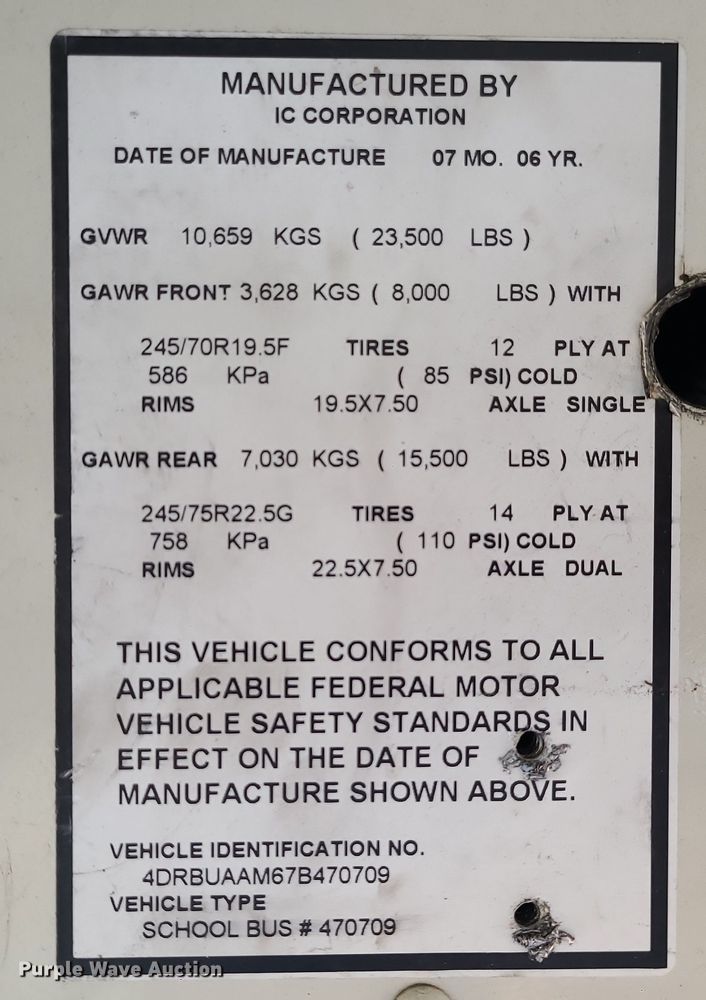 MANUFACTURED BY
IC CORPORATION
DATE OF MANUFACTURE 07 MO. 06 YR.
GVWR 10,659 KGS ( 23,500 LBS )
GAWR FRONT 3,628 KGS ( 8,000 LBS ) WITH
245/70R19.5F TIRES 12 PLY AT
586 KPa ( 85 PSI) COLD
RIMS 19.5X7.50 AXLE SINGLE
GAWR REAR 7,030 KGS ( 15,500 LBS ) WITH
245/75R22.5G TIRES 14 PLY AT
758 KPa ( 110 PSI) COLD
RIMS 22.5X7.50 AXLE DUAL
THIS VEHICLE CONFORMS TO ALL
APPLICABLE FEDERAL MOTOR
VEHICLE SAFETY STANDARDS IN
EFFECT ON THE DATE OF
MANUFACTURE SHOWN ABOVE.
VEHICLE IDENTIFICATION NO.
4DRBUAAM67B470709
VEHICLE TYPE
SCHOOL BUS # 470709
Purple Wave Auction